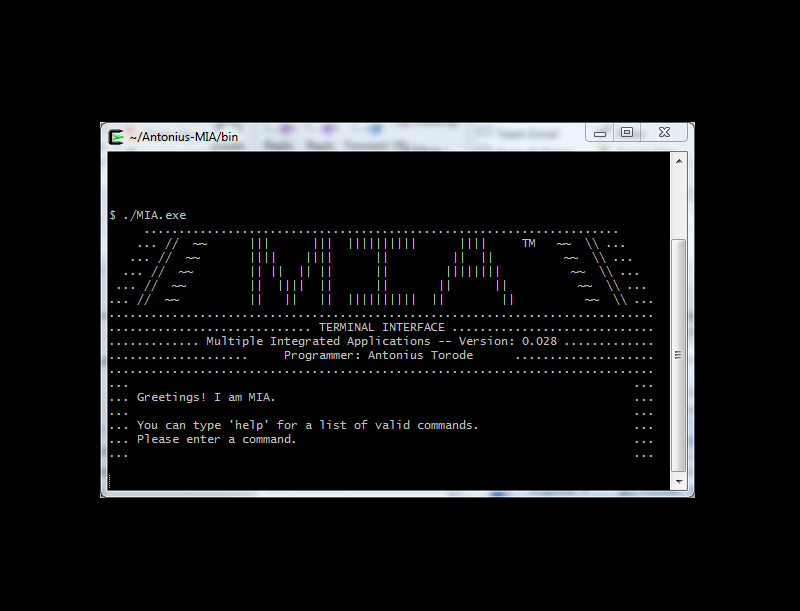 ~/Antonius-MIA/bin
$ ./MIA.exe
MIA TM
TERMINAL INTERFACE
Multiple Integrated Applications -- Version: 0.028
Programmer: Antonius Torode
Greetings! I am MIA.
You can type 'help' for a list of valid commands.
Please enter a command.